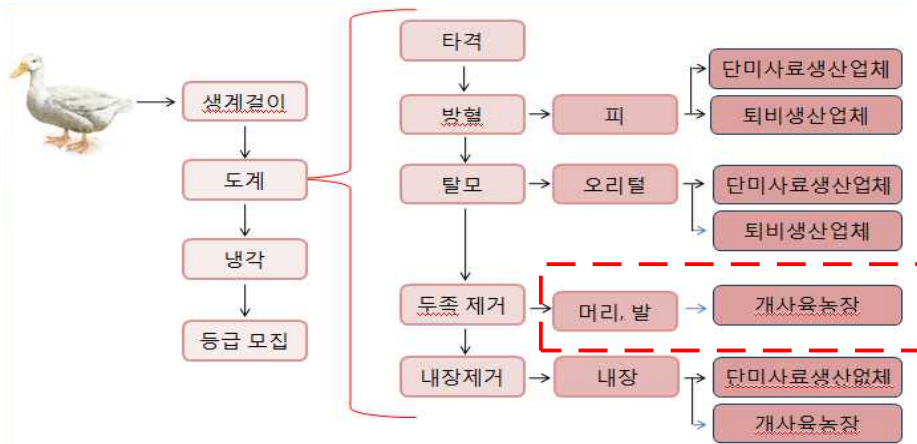 생계걸이
도계
냉각
등급 모집
타격
방혈
피
단미사료생산업체
퇴비생산업체
탈모
오리털
단미사료생산업체
퇴비생산업체
두족 제거
머리, 발
개사육농장
내장제거
내장
단미사료생산없체
개사육농장